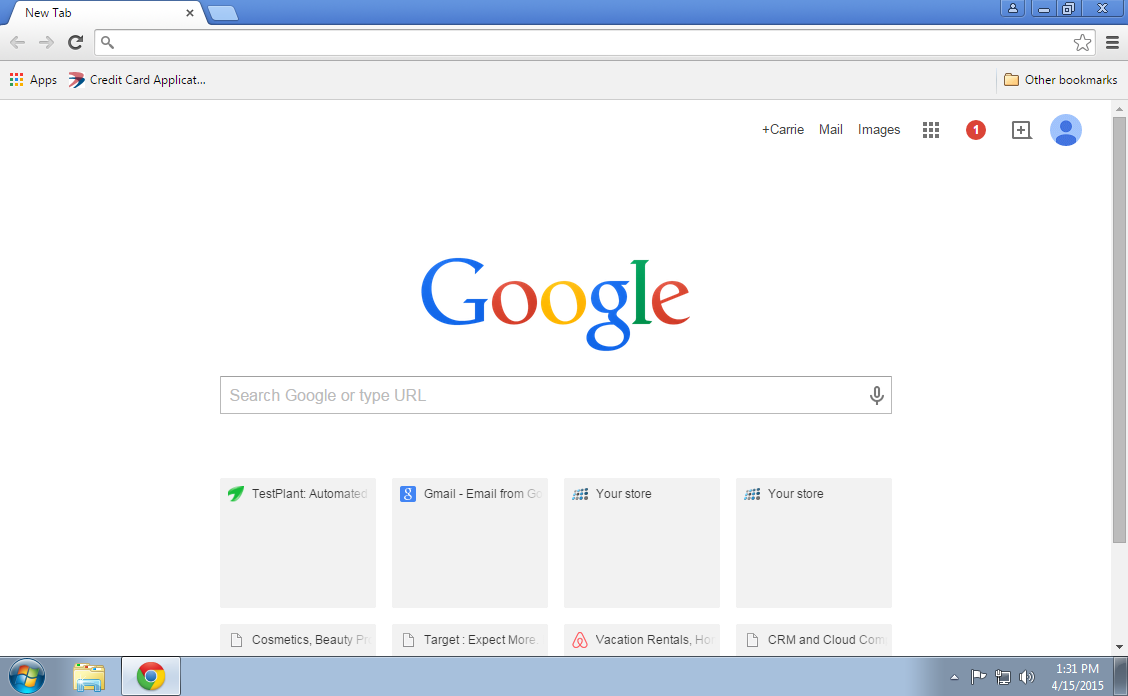 New Tab
Apps
Credit Card Applicat...
Other bookmarks
+Carrie Mail Images 1
Google
Search Google or type URL
TestPlant: Automated
Gmail - Email from Go
Your store
Your store
Cosmetics, Beauty Pr
Target : Expect More.
Vacation Rentals, Hor
CRM and Cloud Com
1:31 PM
4/15/2015